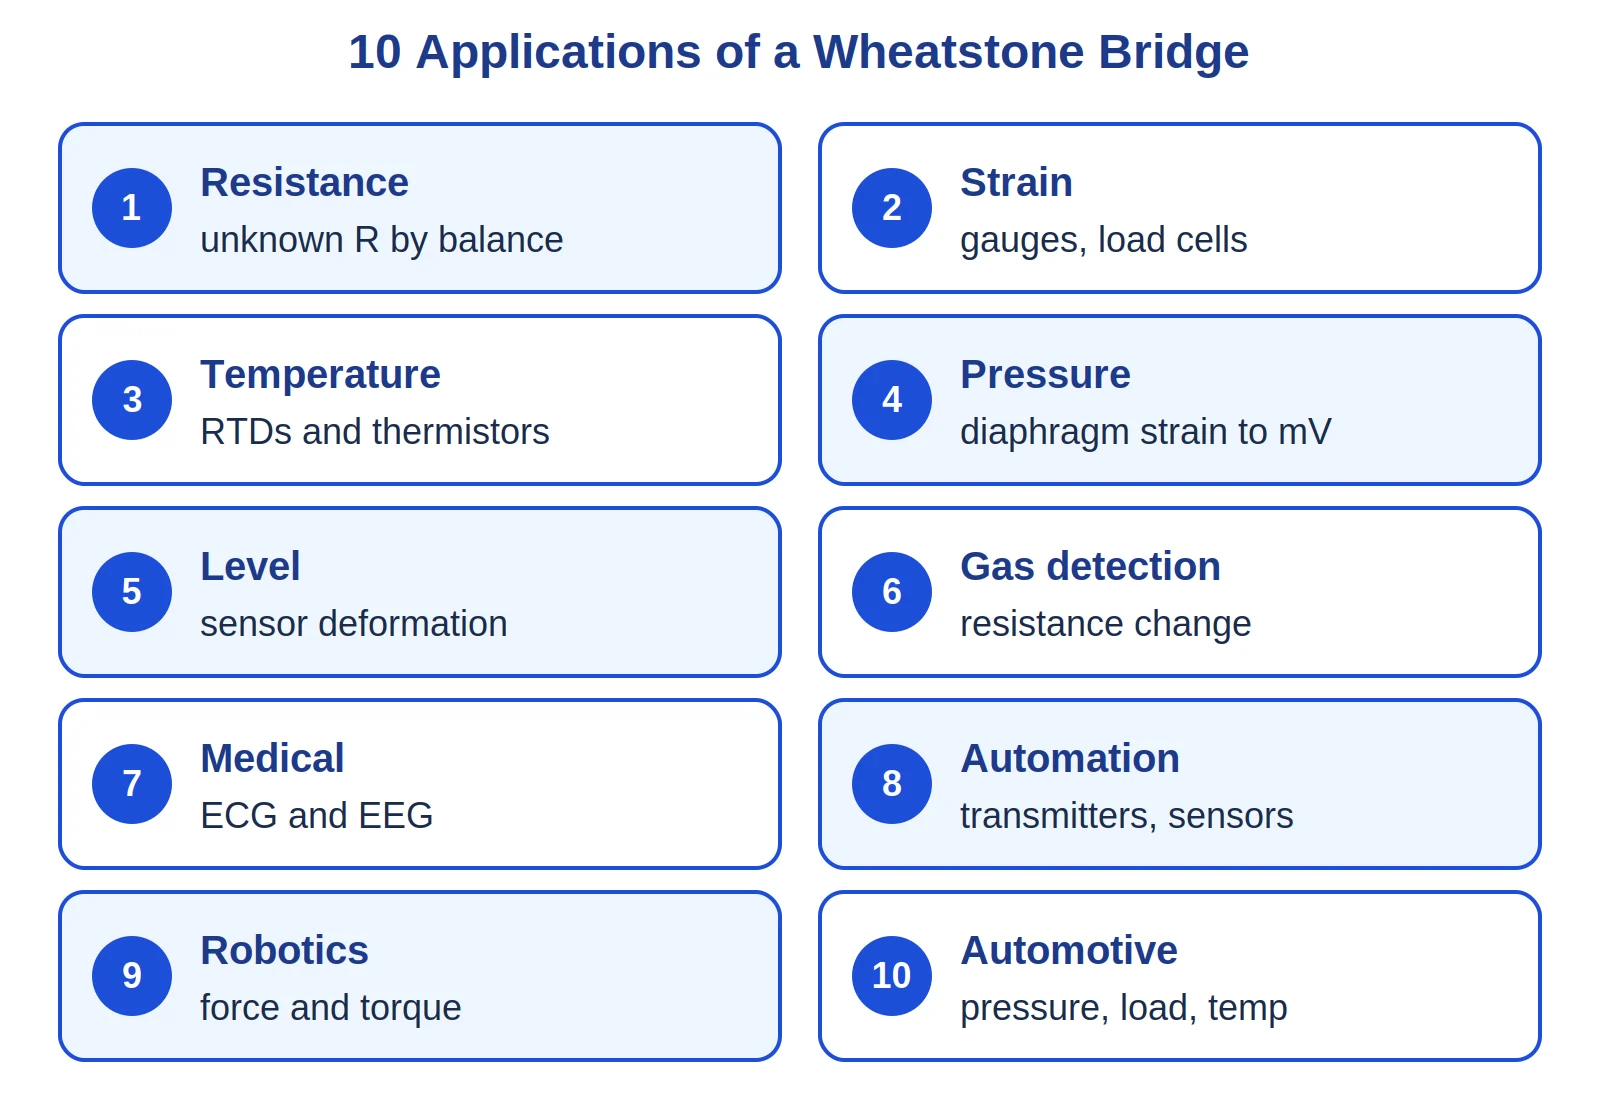 10 Applications of a Wheatstone Bridge
1
Resistance
unknown R by balance
2
Strain
gauges, load cells
3
Temperature
RTDs and thermistors
4
Pressure
diaphragm strain to mV
5
Level
sensor deformation
6
Gas detection
resistance change
7
Medical
ECG and EEG
8
Automation
transmitters, sensors
9
Robotics
force and torque
10
Automotive
pressure, load, temp